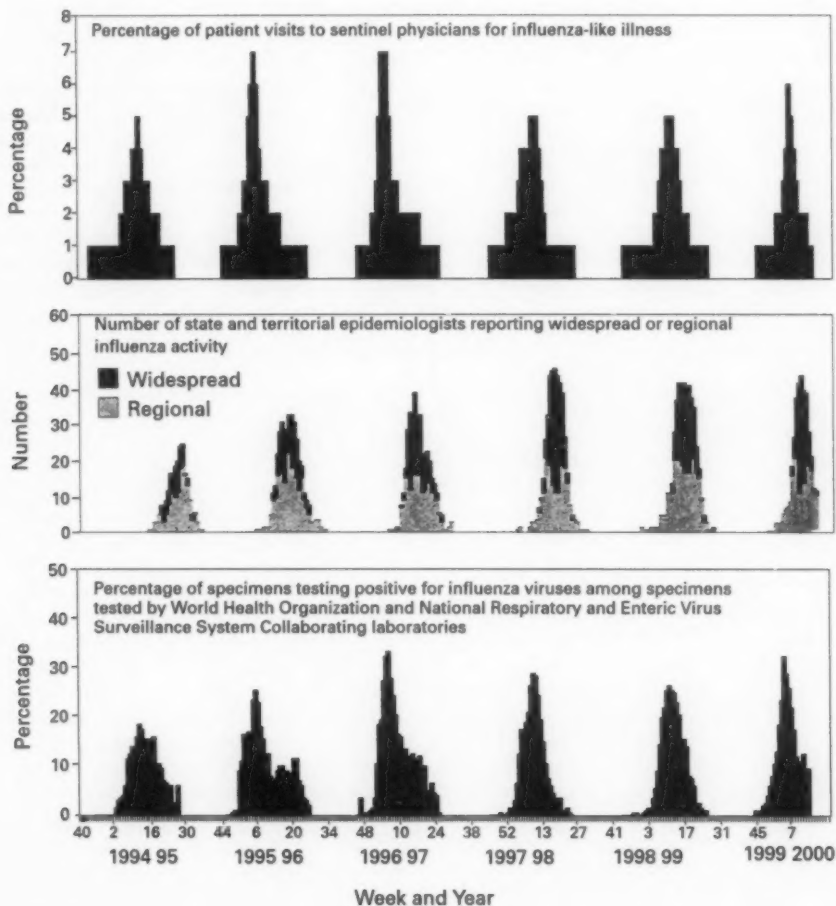 8
Percentage of patient visits to sentinel physicians for influenza-like illness
7
6
5
4
3
2
1
0
Percentage
60
Number of state and territorial epidemiologists reporting widespread or regional
influenza activity
50
Widespread
40
Regional
30
20
10
0
Number
50
Percentage of specimens testing positive for influenza viruses among specimens
tested by World Health Organization and National Respiratory and Enteric Virus
Surveillance System Collaborating laboratories
40
30
20
10
0
Percentage
40 2 16 30 44 6 20 34 48 10 24 38 52 13 27 41 3 17 31 45 7
1994 95 1995 96 1996 97 1997 98 1998 99 1999 2000
Week and Year